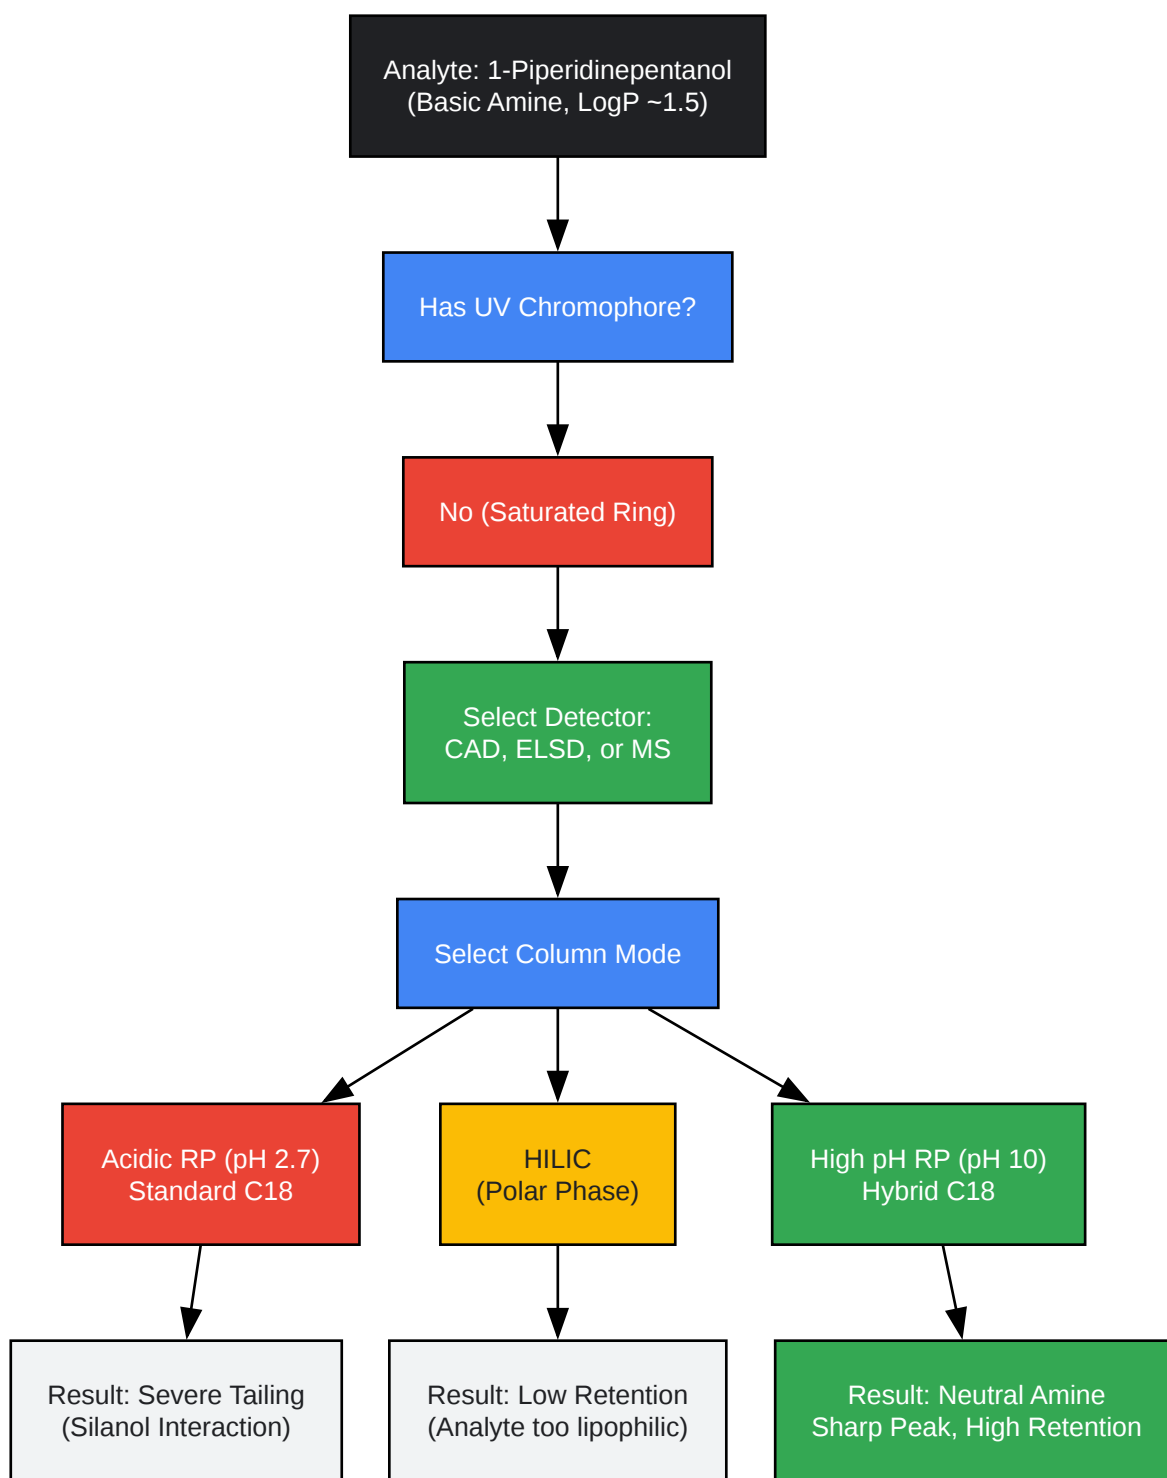 Analyte: 1-Piperidinepentanol
(Basic Amine, LogP ~1.5)
Has UV Chromophore?
No (Saturated Ring)
Select Detector:
CAD, ELSD, or MS
Select Column Mode
Acidic RP (pH 2.7)
Standard C18
HILIC
(Polar Phase)
High pH RP (pH 10)
Hybrid C18
Result: Severe Tailing
(Silanol Interaction)
Result: Low Retention
(Analyte too lipophilic)
Result: Neutral Amine
Sharp Peak, High Retention